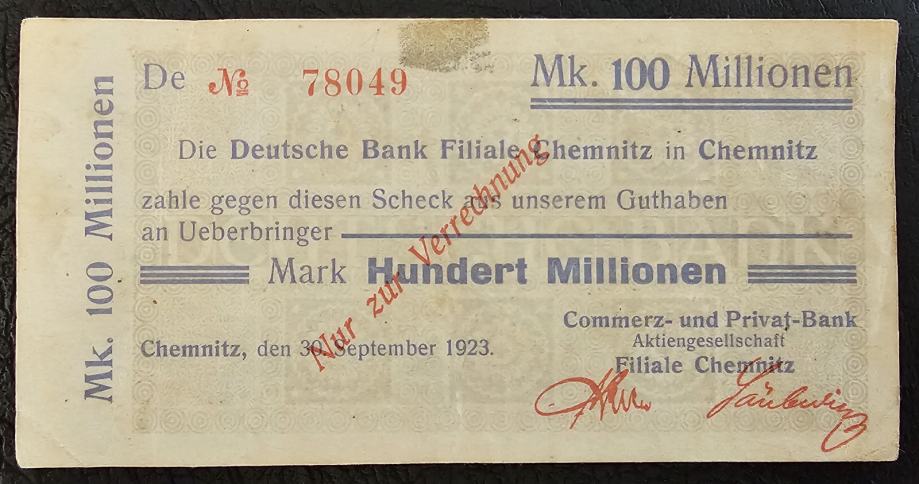 Mk. 100 Millionen
De № 78049
Mk. 100 Millionen
Die Deutsche Bank Filiale Chemnitz in Chemnitz
zahle gegen diesen Scheck aus unserem Guthaben
an Ueberbringer
Mark Hundert Millionen
Nur zur Verrechnung
Commerz- und Privat-Bank
Aktiengesellschaft
Filiale Chemnitz
Chemnitz, den 30. September 1923.